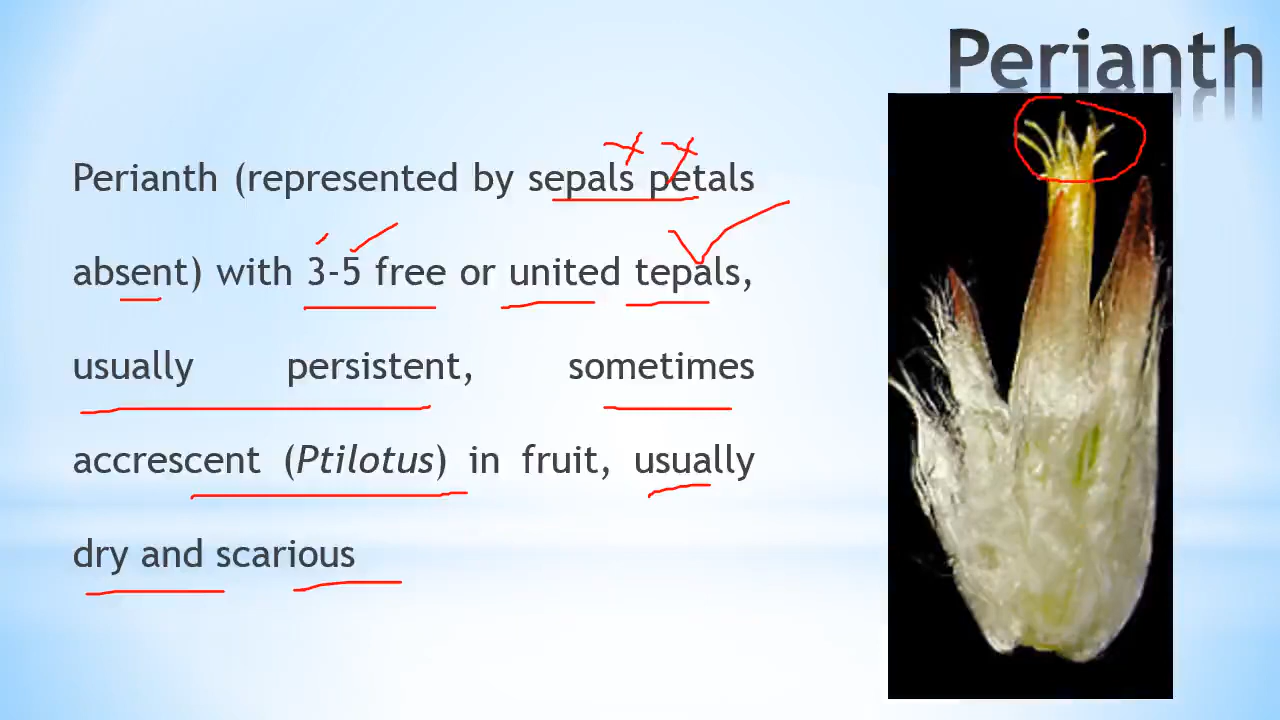 Perianth
Perianth (represented by sepals petals
absent) with 3-5 free or united tepals,
usually persistent, sometimes
accrescent (Ptilotus) in fruit, usually
dry and scarious